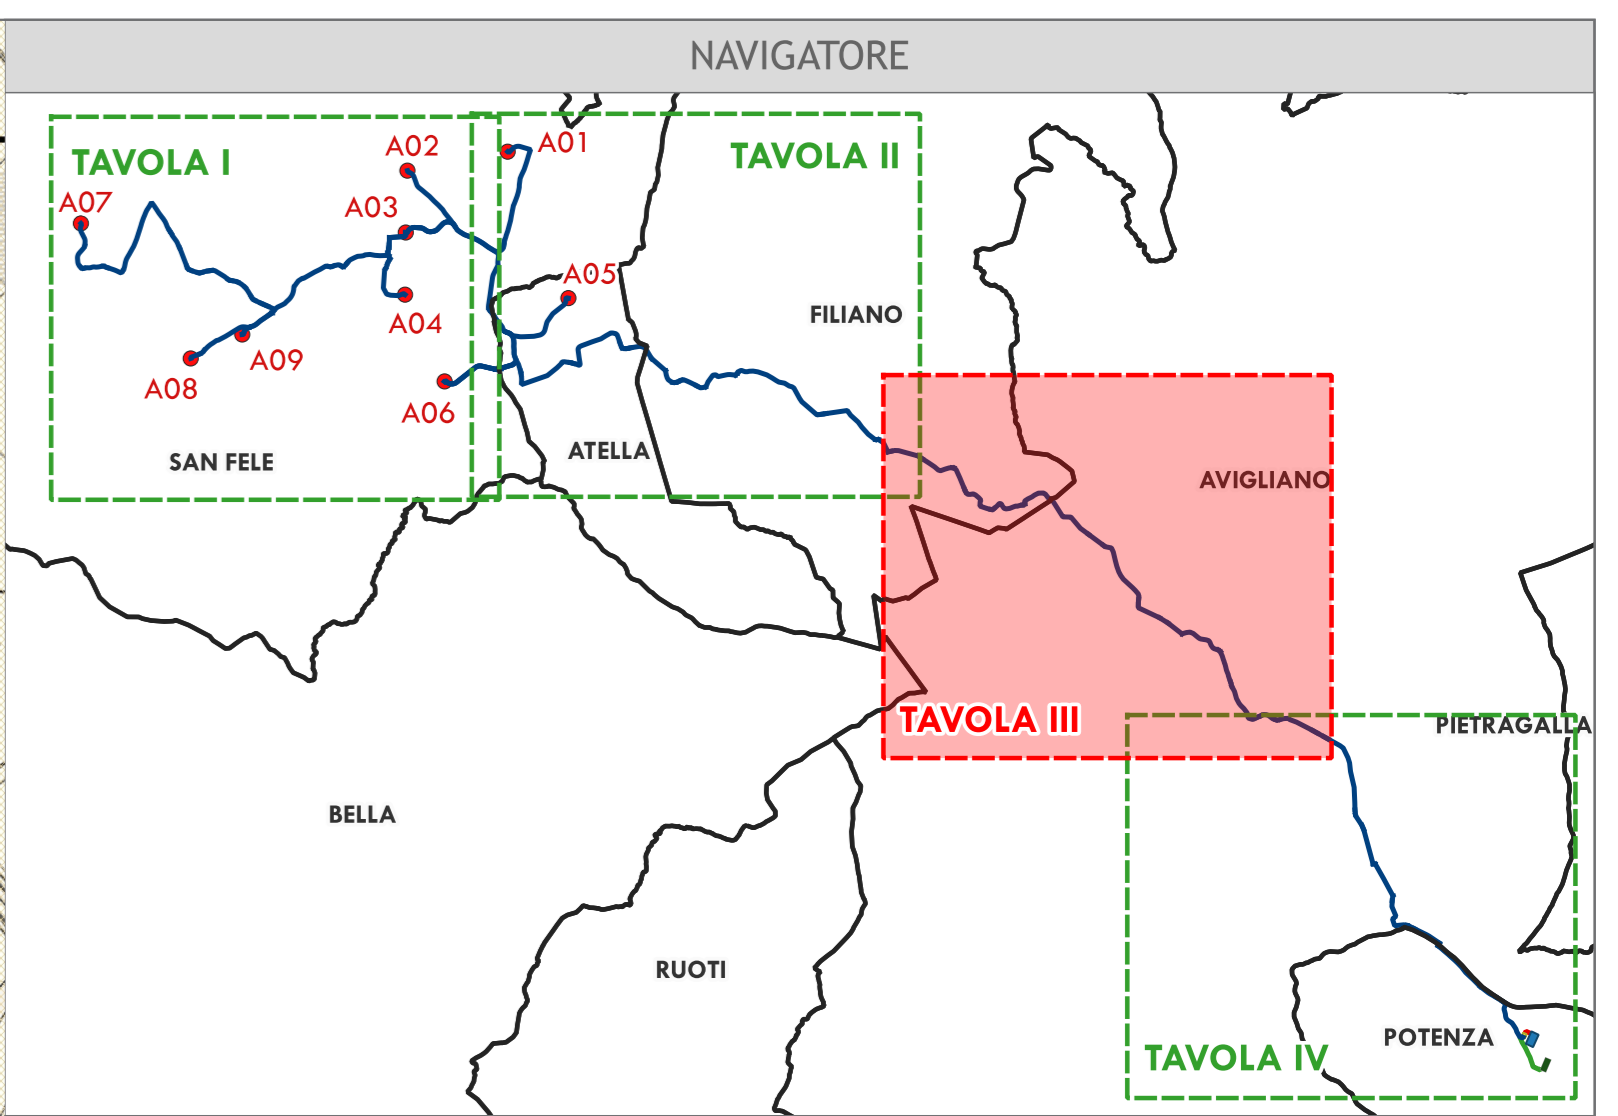 NAVIGATORE
TAVOLA I
A02
A01
TAVOLA II
A07
A03
A05
A04
FILIANO
A09
A08
A06
SAN FELE
ATELLA
AVIGLIANO
TAVOLA III
PIETRAGALLA
BELLA
RUOTI
POTENZA
TAVOLA IV